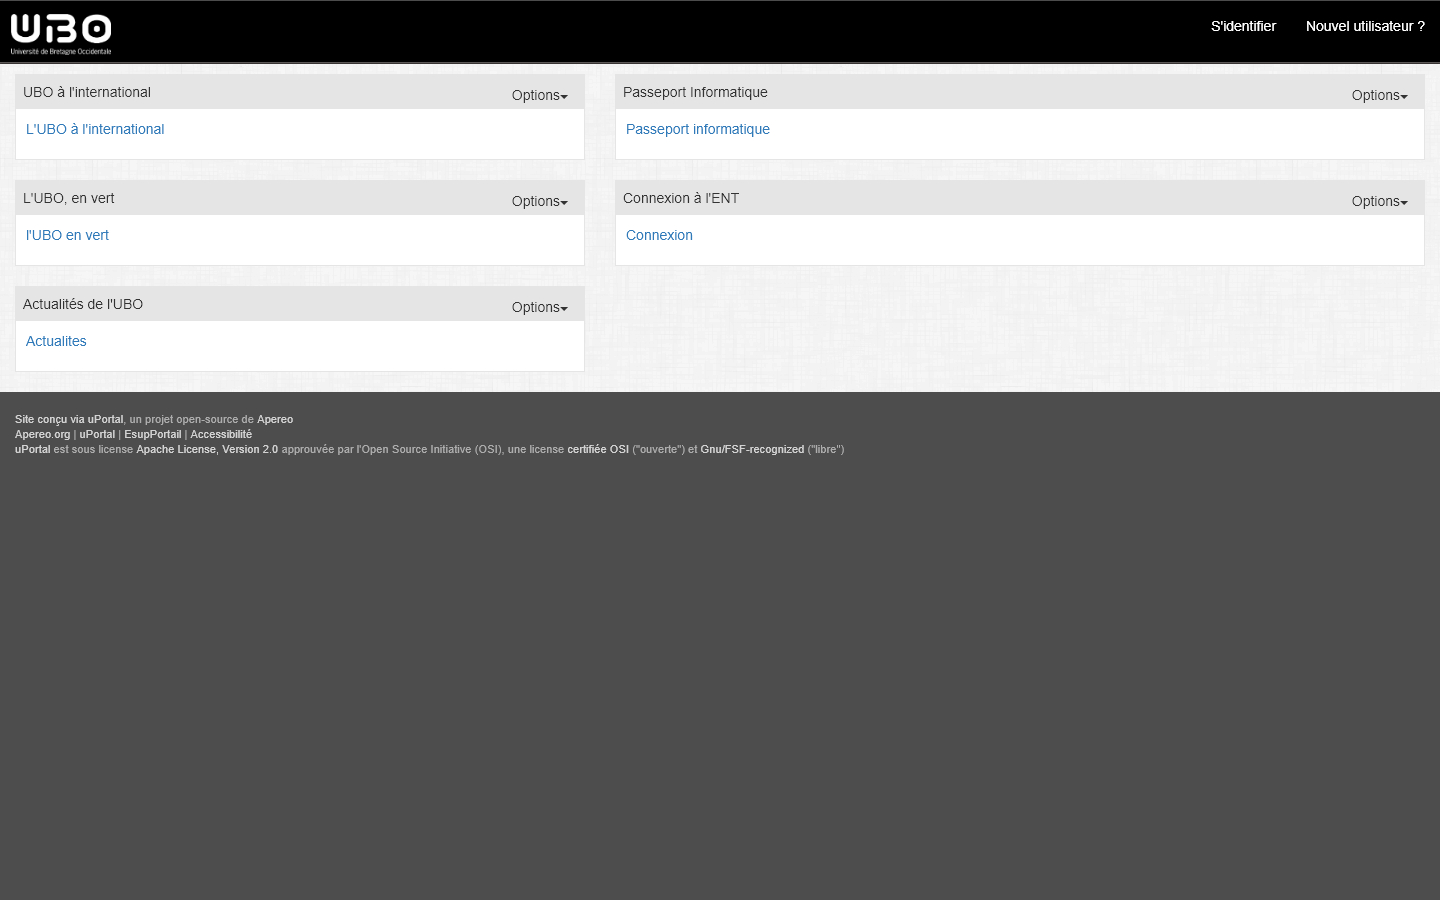 UBO
Université de Bretagne Occidentale
S'identifier
Nouvel utilisateur ?
UBO à l'international
Options
L'UBO à l'international
Passeport Informatique
Options
Passeport informatique
L'UBO, en vert
Options
l'UBO en vert
Connexion à l'ENT
Options
Connexion
Actualités de l'UBO
Options
Actualites
Site conçu via uPortal, un projet open-source de Apereo
Apereo.org | uPortal | EsupPortail | Accessibilité
uPortal est sous license Apache License, Version 2.0 approuvée par l'Open Source Initiative (OSI), une license certifiée OSI ("ouverte") et Gnu/FSF-recognized ("libre")